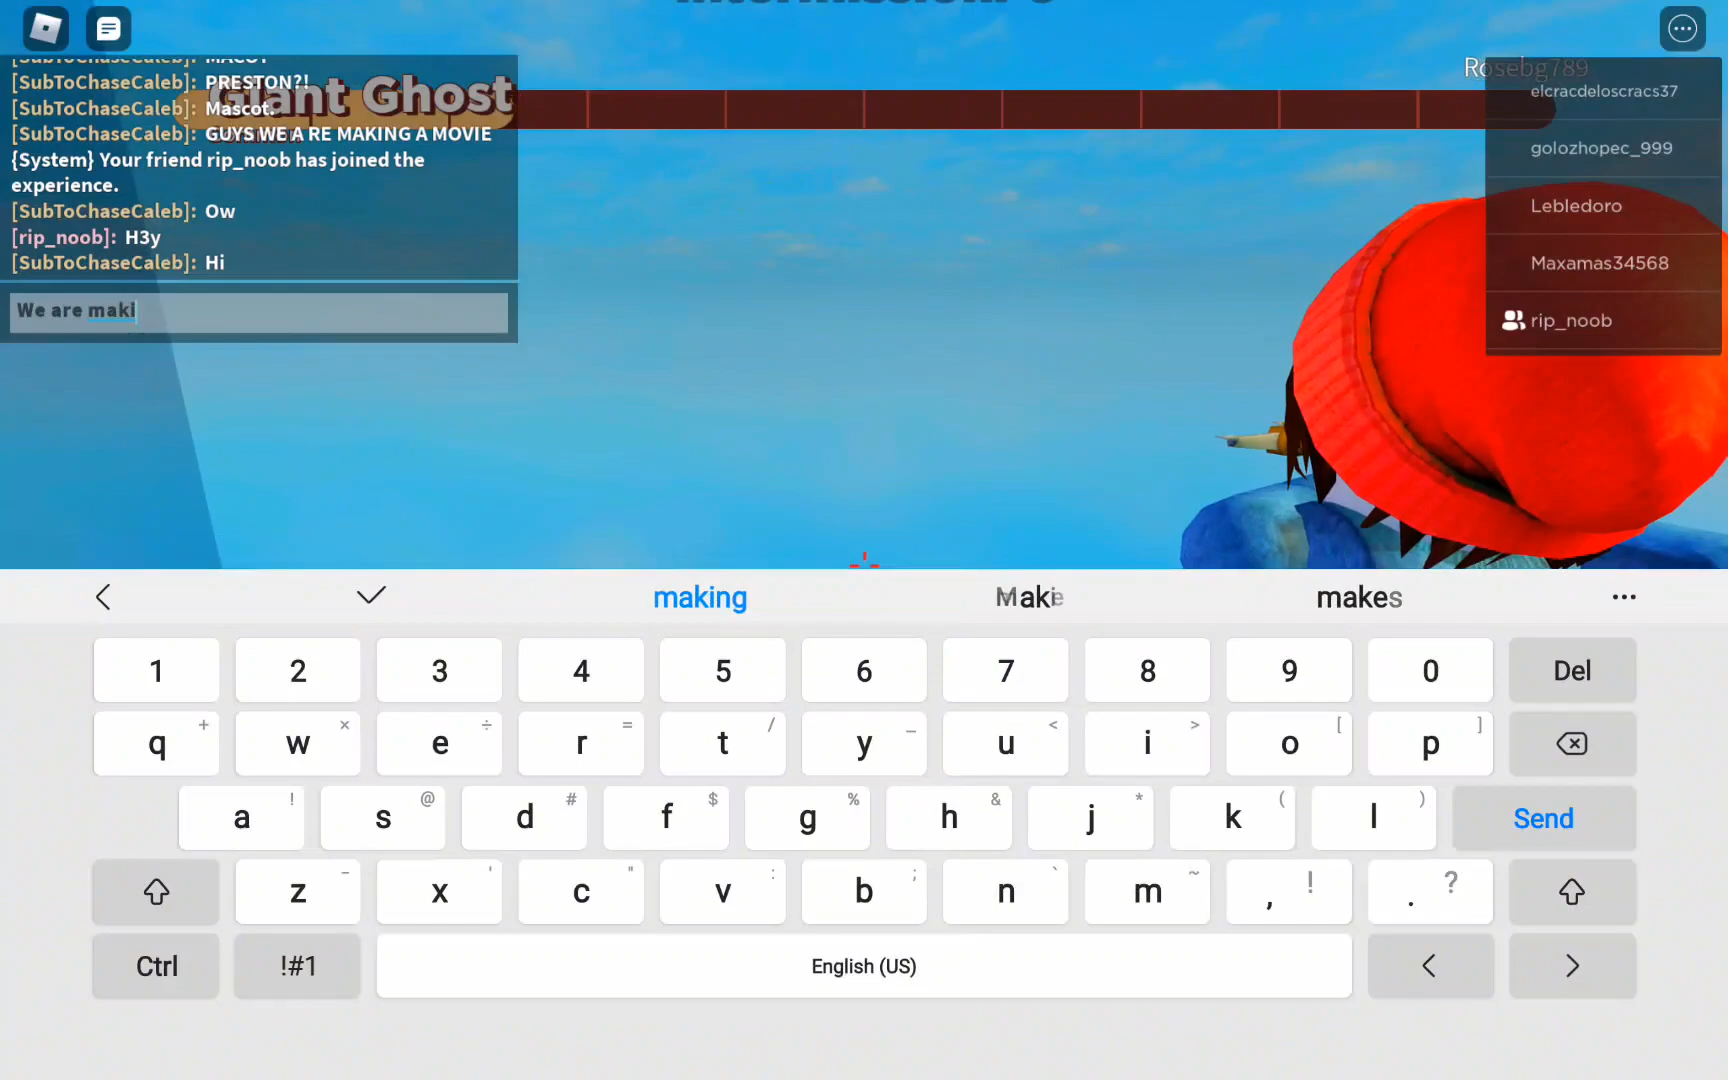 [SubToChaseCaleb]: MACOT
[SubToChaseCaleb]: PRESTON?!
[SubToChaseCaleb]: Mascot.
[SubToChaseCaleb]: GUYS WE A RE MAKING A MOVIE
{System} Your friend rip_noob has joined the
experience.
[SubToChaseCaleb]: Ow
[rip_noob]: H3y
[SubToChaseCaleb]: Hi
We are maki
Giant Ghost
Rosebg789
elcracdeloscracs37
golozhopec_999
Lebledoro
Maxamas34568
rip_noob
making makes
1 2 3 4 5 6 7 8 9 0 Del
q + w × e ÷ r = t / y _ u < i > o [ p ]
a ! s @ d # f $ g % h & j * k ( l ) Send
z - x ' c " v : b ; n ` m ~ , ! . ?
Ctrl !#1 English (US) < >